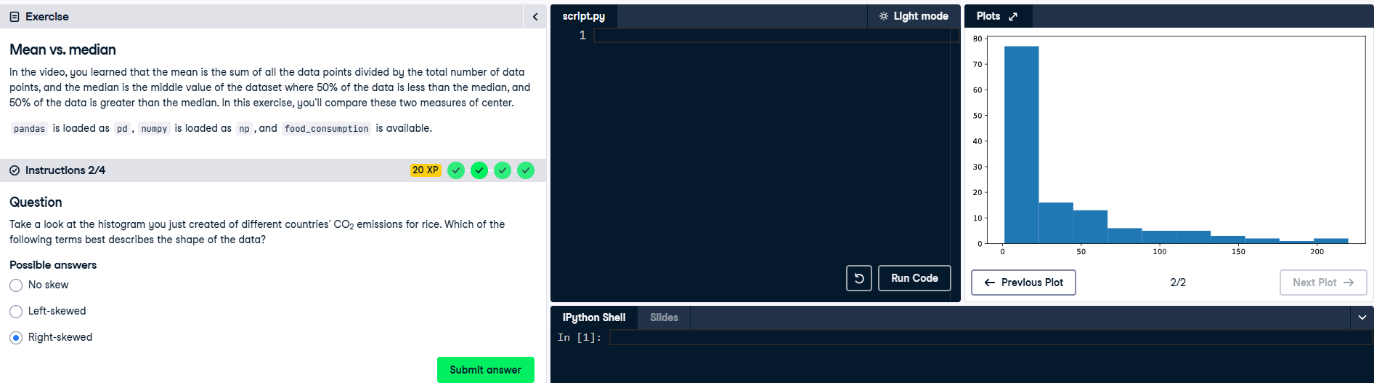 Exercise
Mean vs. median
In the video, you learned that the mean is the sum of all the data points divided by the total number of data
points, and the median is the middle value of the dataset where 50% of the data is less than the median, and
50% of the data is greater than the median. In this exercise, you'll compare these two measures of center.
pandas is loaded as pd , numpy is loaded as np , and food_consumption is available.
Instructions 2/4
20 XP
Question
Take a look at the histogram you just created of different countries' CO₂ emissions for rice. Which of the
following terms best describes the shape of the data?
Possible answers
No skew
Left-skewed
Right-skewed
Submit answer
script.py
Light mode
1
Run Code
IPython Shell
Slides
In [1]:
Plots
80
70
60
50
40
30
20
10
0
0 50 100 150 200
← Previous Plot
2/2
Next Plot →